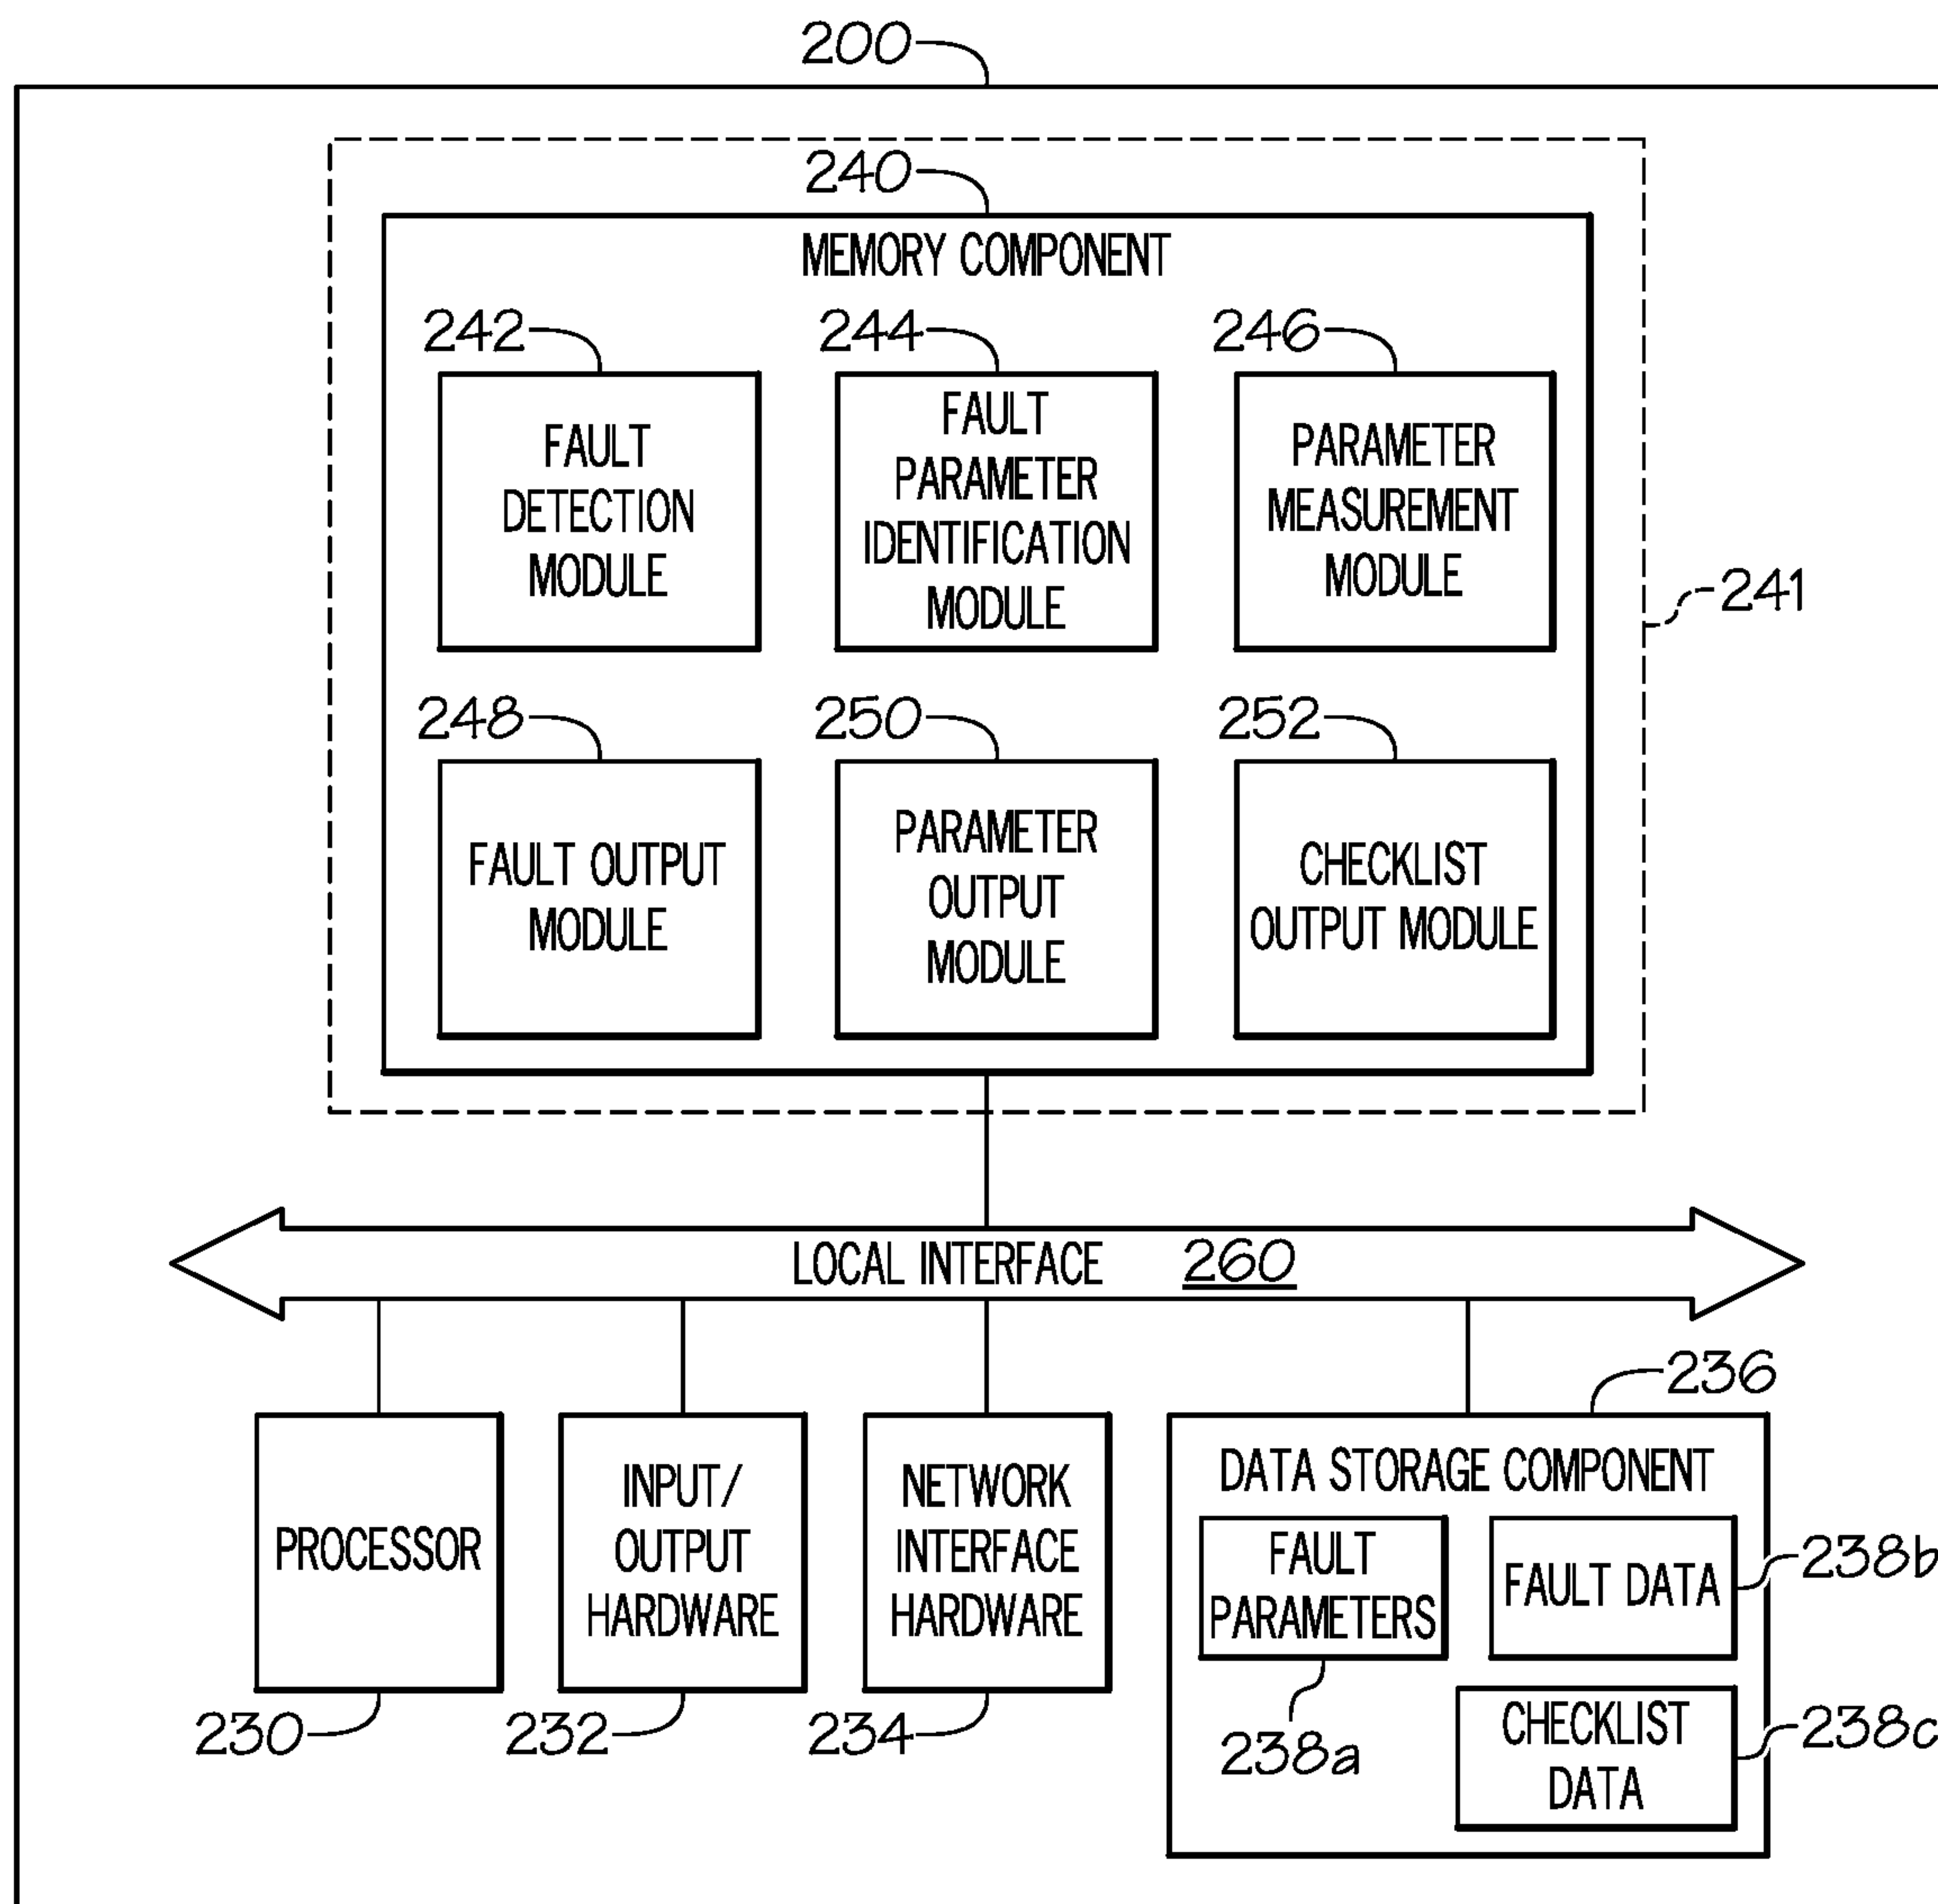 200
240
MEMORY COMPONENT
242
244
246
FAULT
DETECTION
MODULE
FAULT
PARAMETER
IDENTIFICATION
MODULE
PARAMETER
MEASUREMENT
MODULE
241
248
250
252
FAULT OUTPUT
MODULE
PARAMETER
OUTPUT
MODULE
CHECKLIST
OUTPUT MODULE
LOCAL INTERFACE 260
236
PROCESSOR
INPUT/
OUTPUT
HARDWARE
NETWORK
INTERFACE
HARDWARE
DATA STORAGE COMPONENT
FAULT
PARAMETERS
FAULT DATA
238b
CHECKLIST
DATA
238c
230
232
234
238a